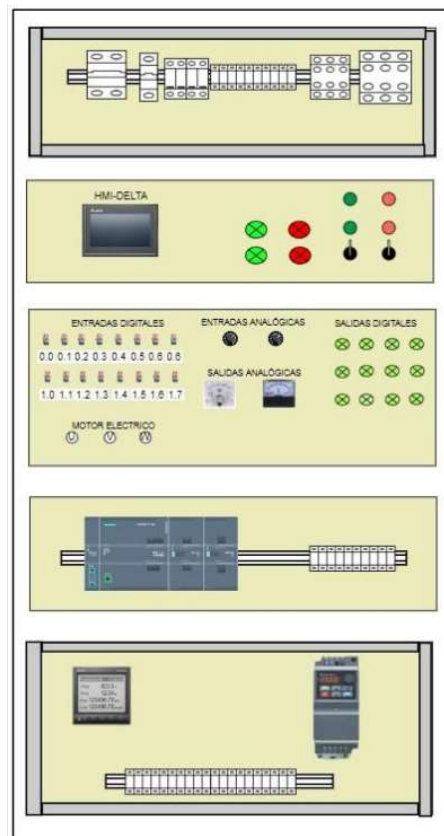 HMI-DELTA
ENTRADAS DIGITALES
0.0 0.1 0.2 0.3 0.4 0.5 0.6 0.6
1.0 1.1 1.2 1.3 1.4 1.5 1.6 1.7
MOTOR ELECTRICO
U V W
ENTRADAS ANALÓGICAS
SALIDAS ANALÓGICAS
SALIDAS DIGITALES